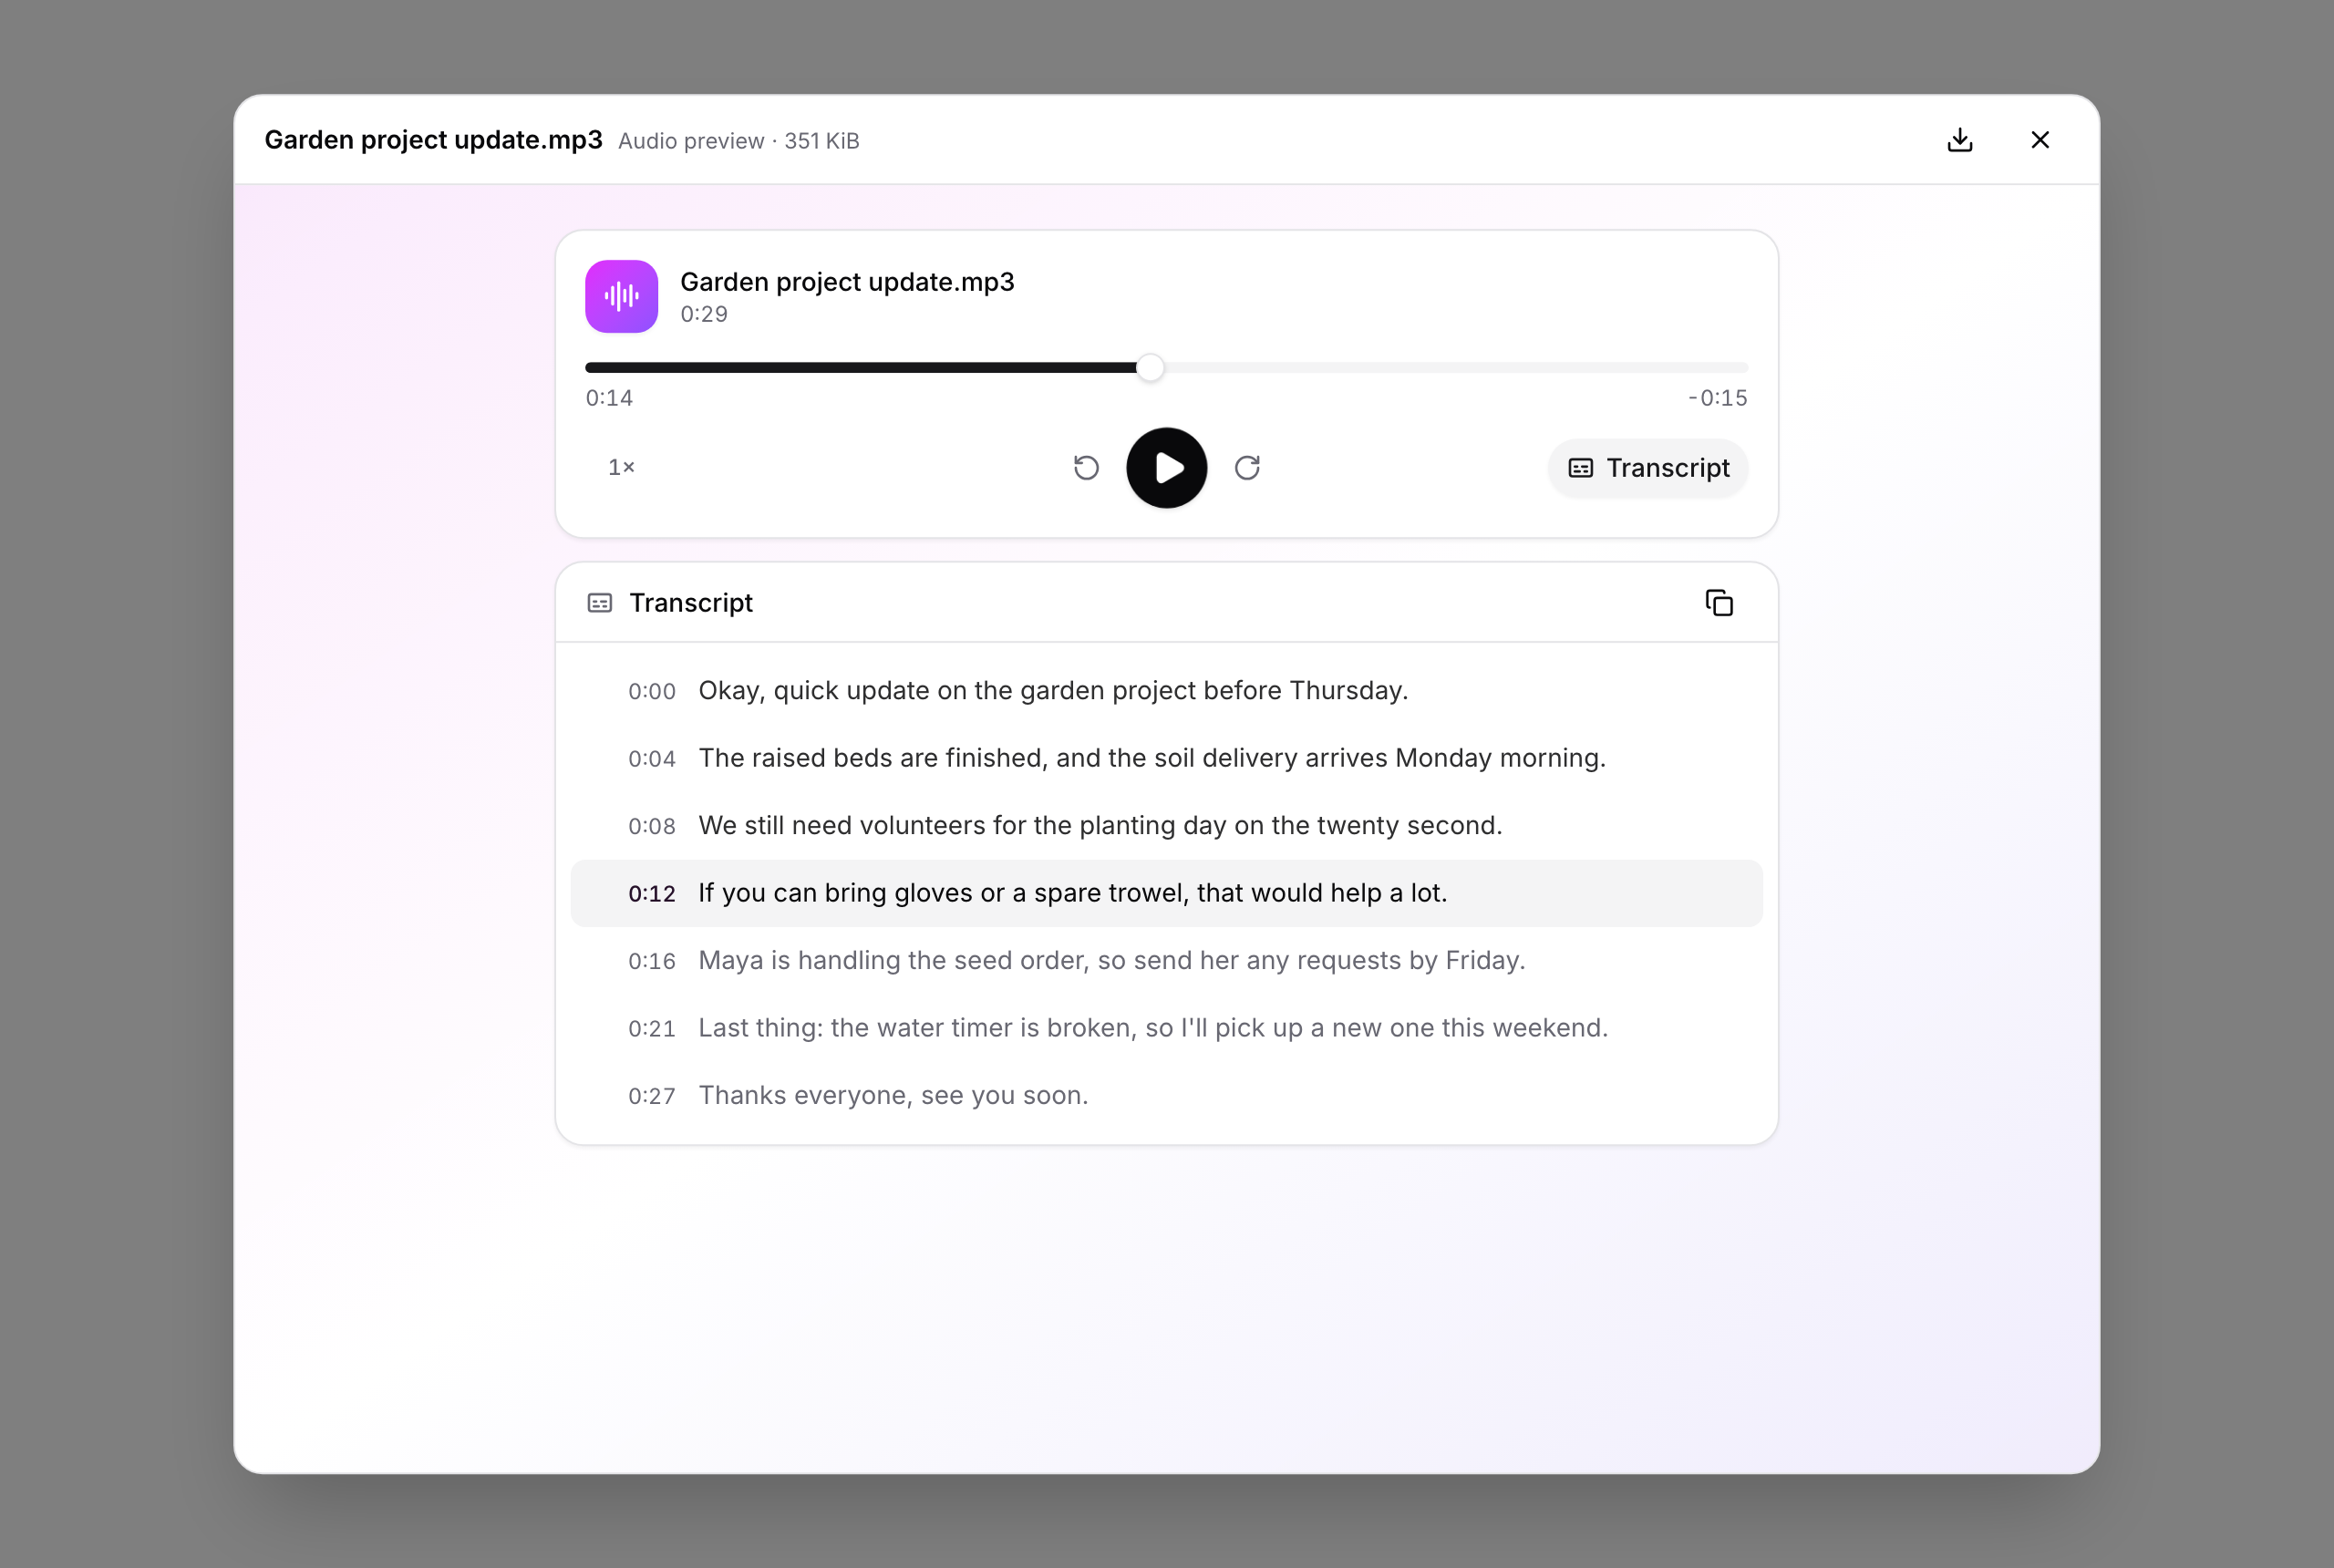 Garden project update.mp3 Audio preview · 351 KiB
Garden project update.mp3
0:29
0:14 -0:15
1× Transcript
Transcript
0:00 Okay, quick update on the garden project before Thursday.
0:04 The raised beds are finished, and the soil delivery arrives Monday morning.
0:08 We still need volunteers for the planting day on the twenty second.
0:12 If you can bring gloves or a spare trowel, that would help a lot.
0:16 Maya is handling the seed order, so send her any requests by Friday.
0:21 Last thing: the water timer is broken, so I'll pick up a new one this weekend.
0:27 Thanks everyone, see you soon.